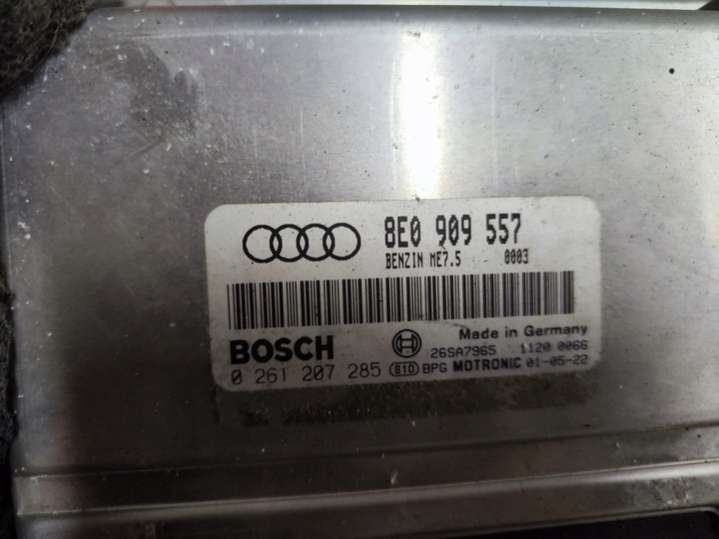 8E0 909 557
BENZIN ME7.5 0003
BOSCH
Made in Germany
26SA7965 1120 0066
0 261 207 285 E10 BPG MOTRONIC 01-05-22